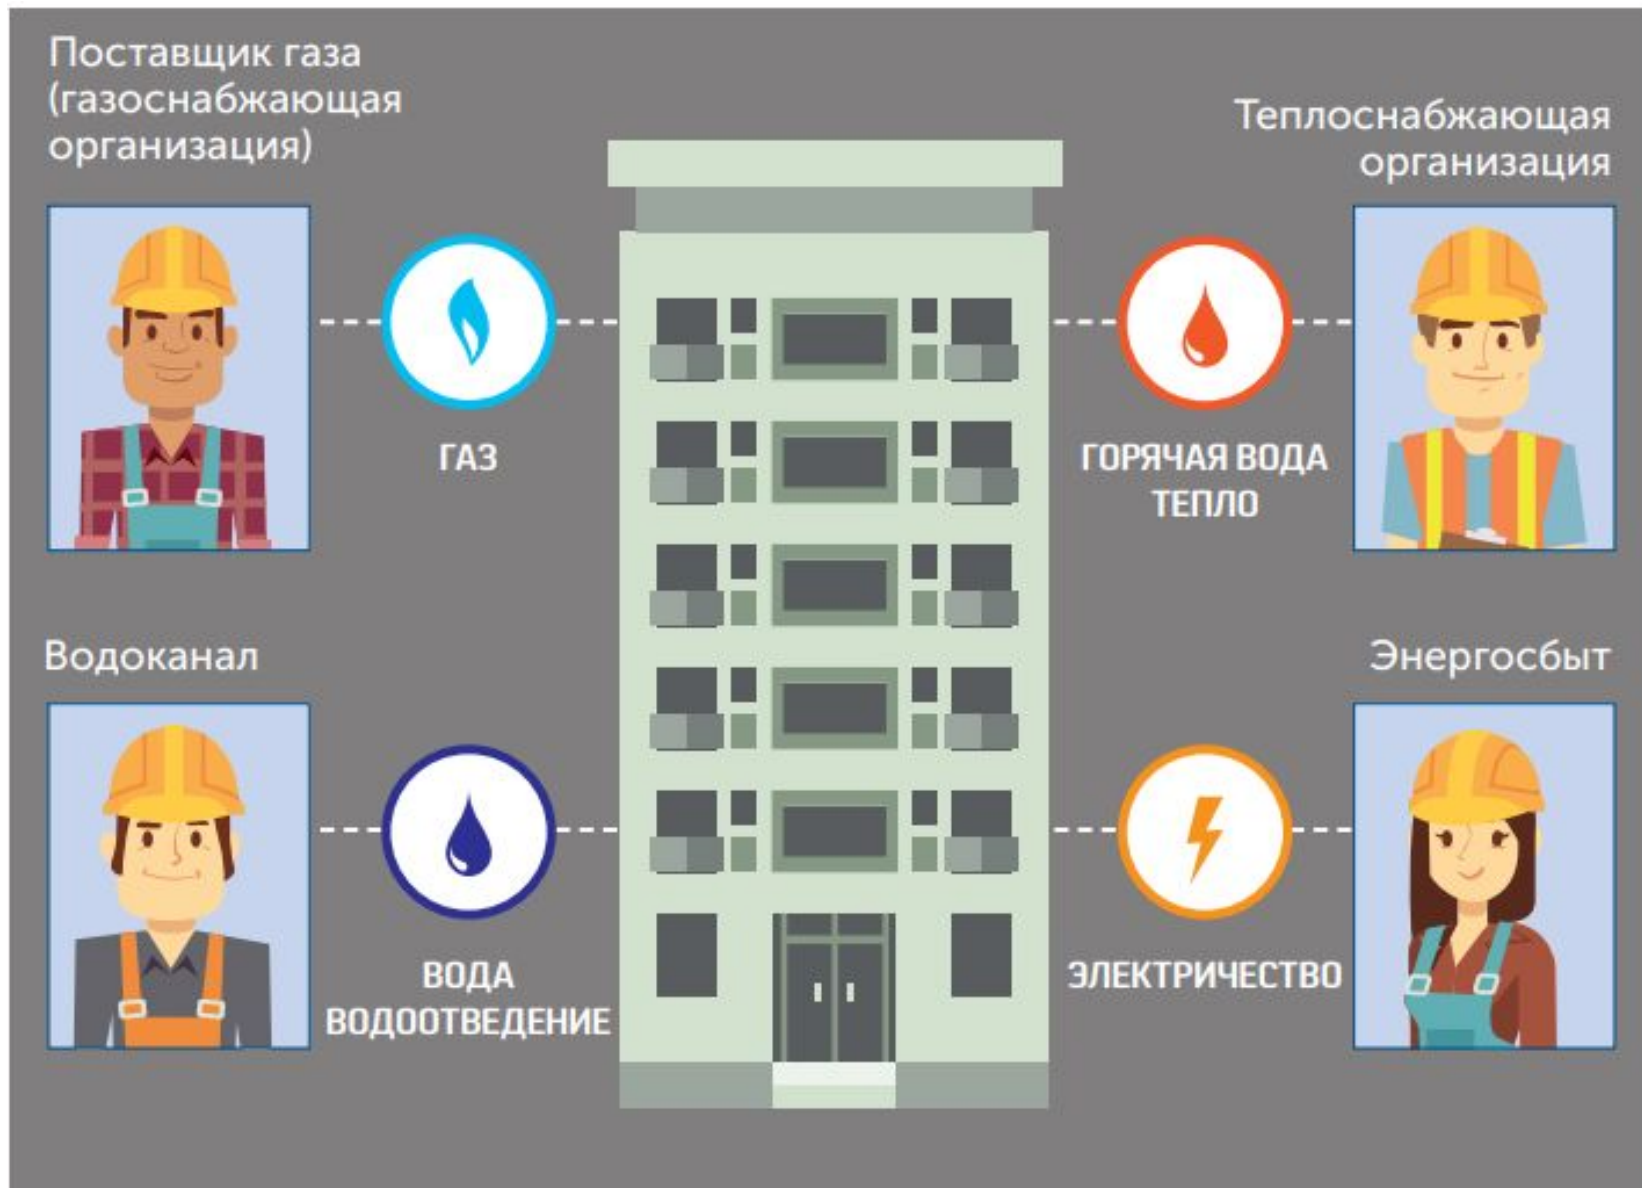 Поставщик газа
(газоснабжающая
организация)
Теплоснабжающая
организация
ГАЗ
ГОРЯЧАЯ ВОДА
ТЕПЛО
Водоканал
Энергосбыт
ВОДА
ВОДООТВЕДЕНИЕ
ЭЛЕКТРИЧЕСТВО